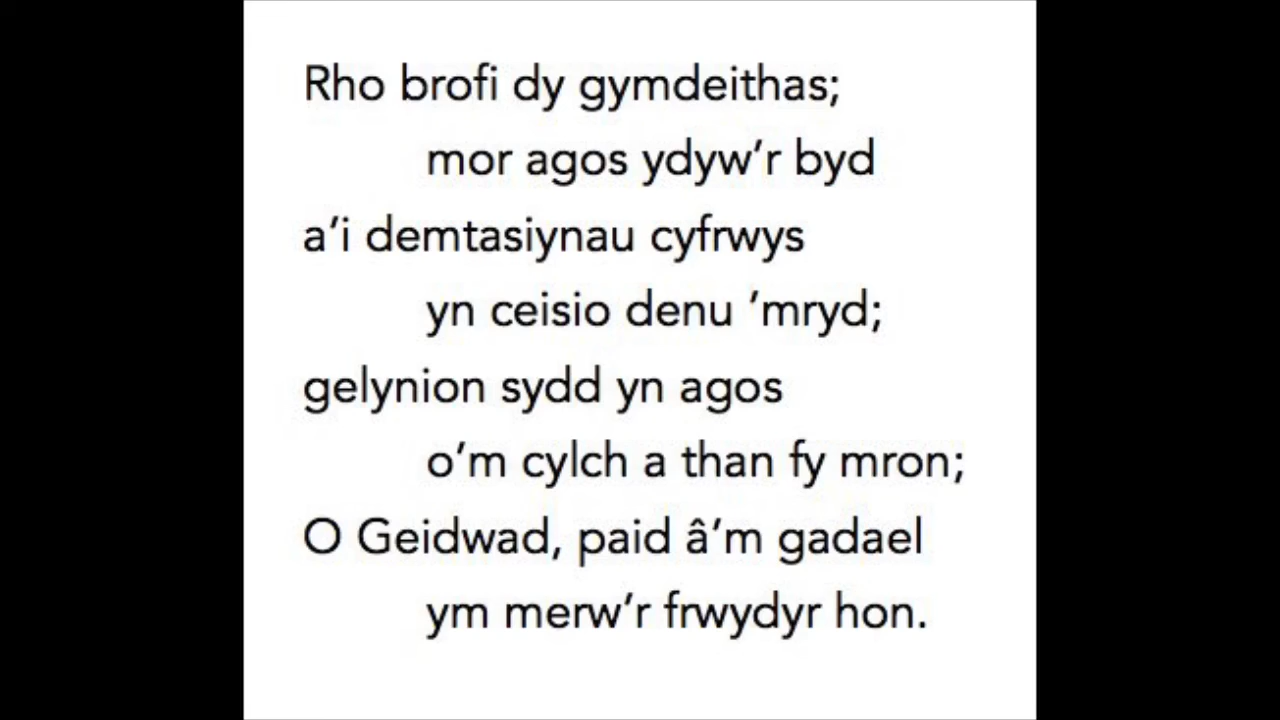 Rho brofi dy gymdeithas;
mor agos ydyw’r byd
a’i demtasiynau cyfrwys
yn ceisio denu ’mryd;
gelynion sydd yn agos
o’m cylch a than fy mron;
O Geidwad, paid â’m gadael
ym merw’r frwydyr hon.